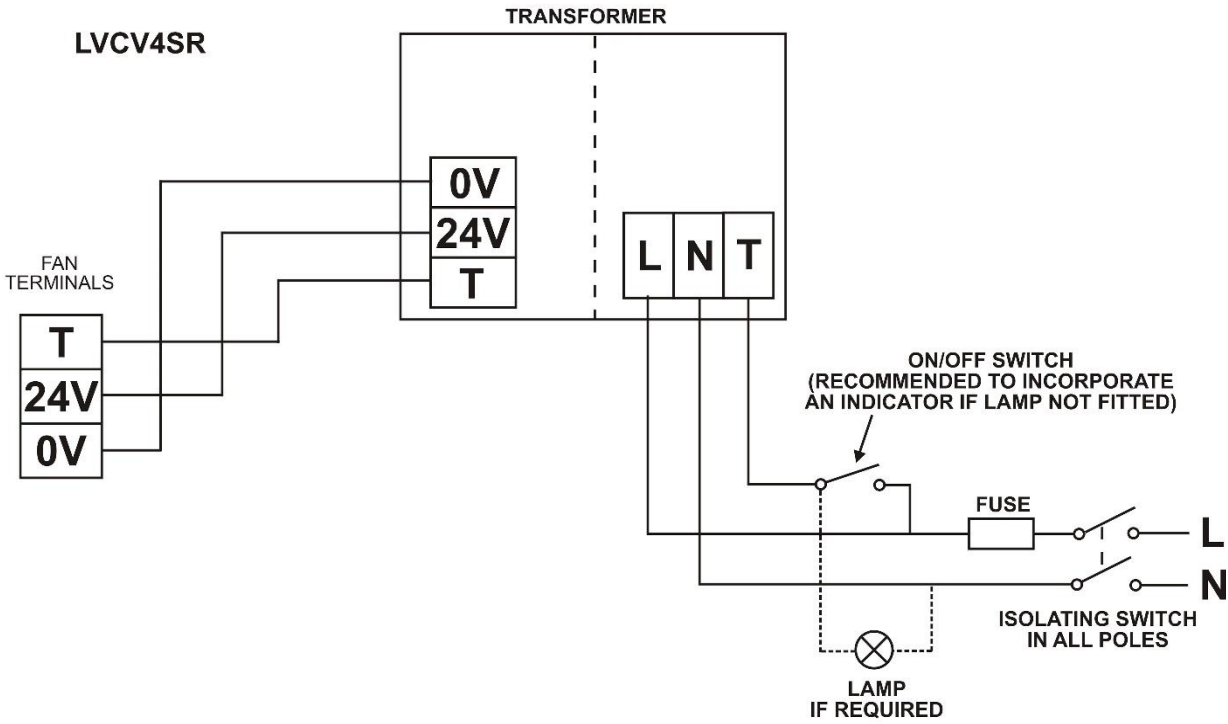 TRANSFORMER
LVCV4SR
0V
24V
T
L N T
FAN
TERMINALS
T
24V
0V
ON/OFF SWITCH
(RECOMMENDED TO INCORPORATE
AN INDICATOR IF LAMP NOT FITTED)
FUSE
L
N
ISOLATING SWITCH
IN ALL POLES
LAMP
IF REQUIRED